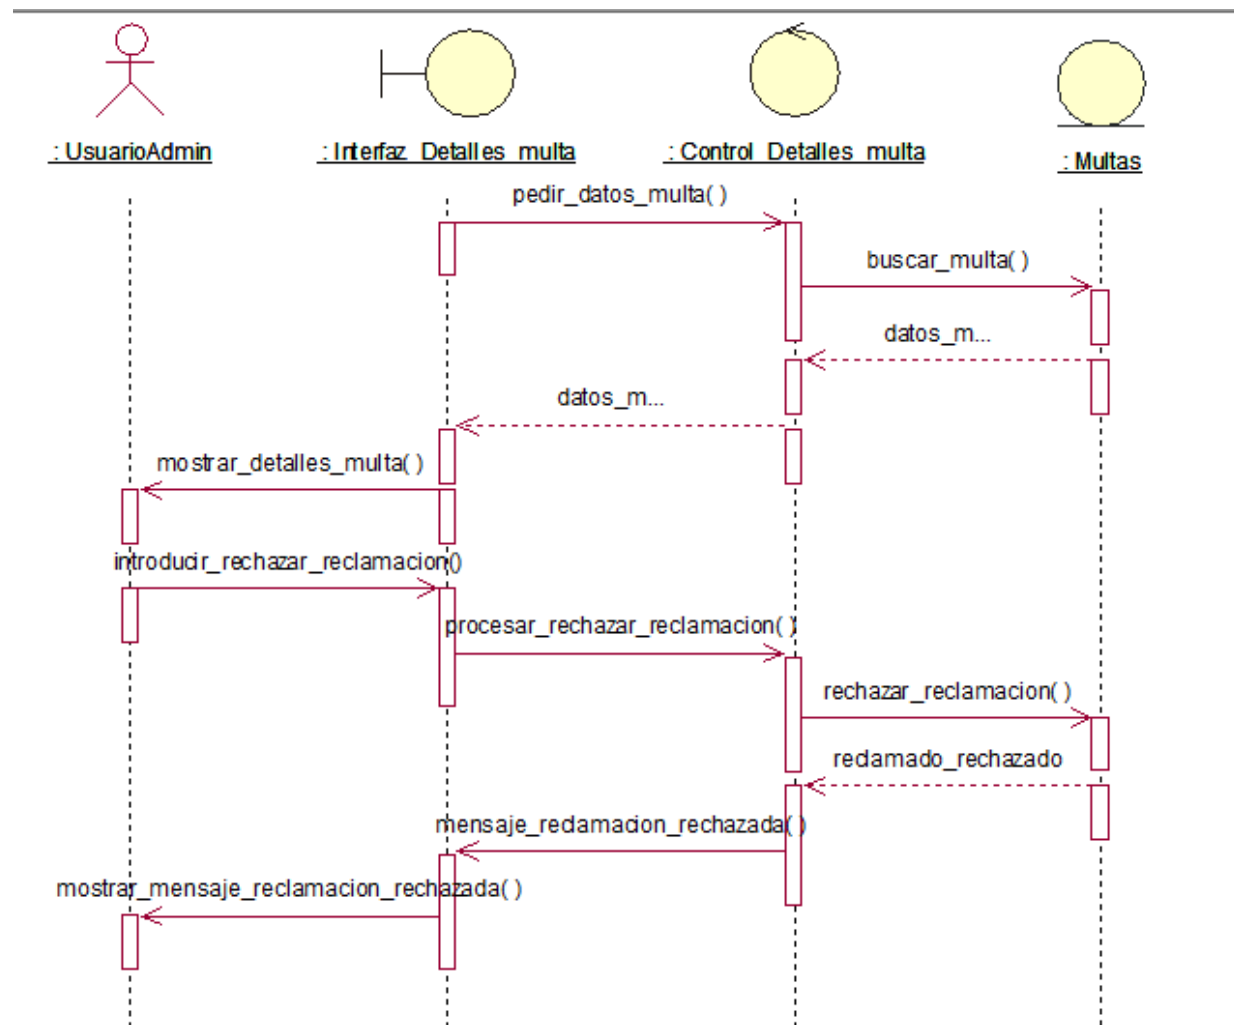 : UsuarioAdmin
: Interfaz_Detalles_multa
: Control_Detalles_multa
: Multas
pedir_datos_multa( )
buscar_multa( )
datos_m...
datos_m...
mostrar_detalles_multa( )
introducir_rechazar_reclamacion()
procesar_rechazar_reclamacion( )
rechazar_reclamacion( )
reclamado_rechazado
mensaje_reclamacion_rechazada( )
mostrar_mensaje_reclamacion_rechazada( )